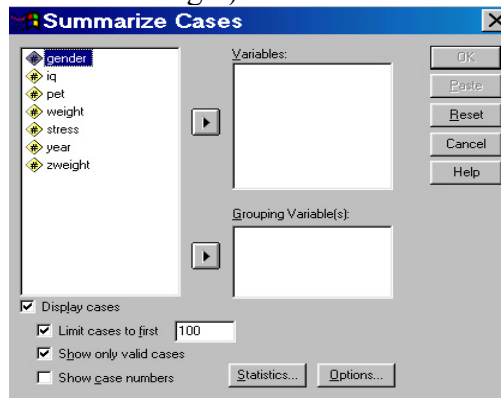 Summarize Cases
gender
iq
pet
weight
stress
year
zweight
Variables:
Grouping Variable(s):
OK
Paste
Reset
Cancel
Help
Display cases
Limit cases to first 100
Show only valid cases
Show case numbers
Statistics...
Options...